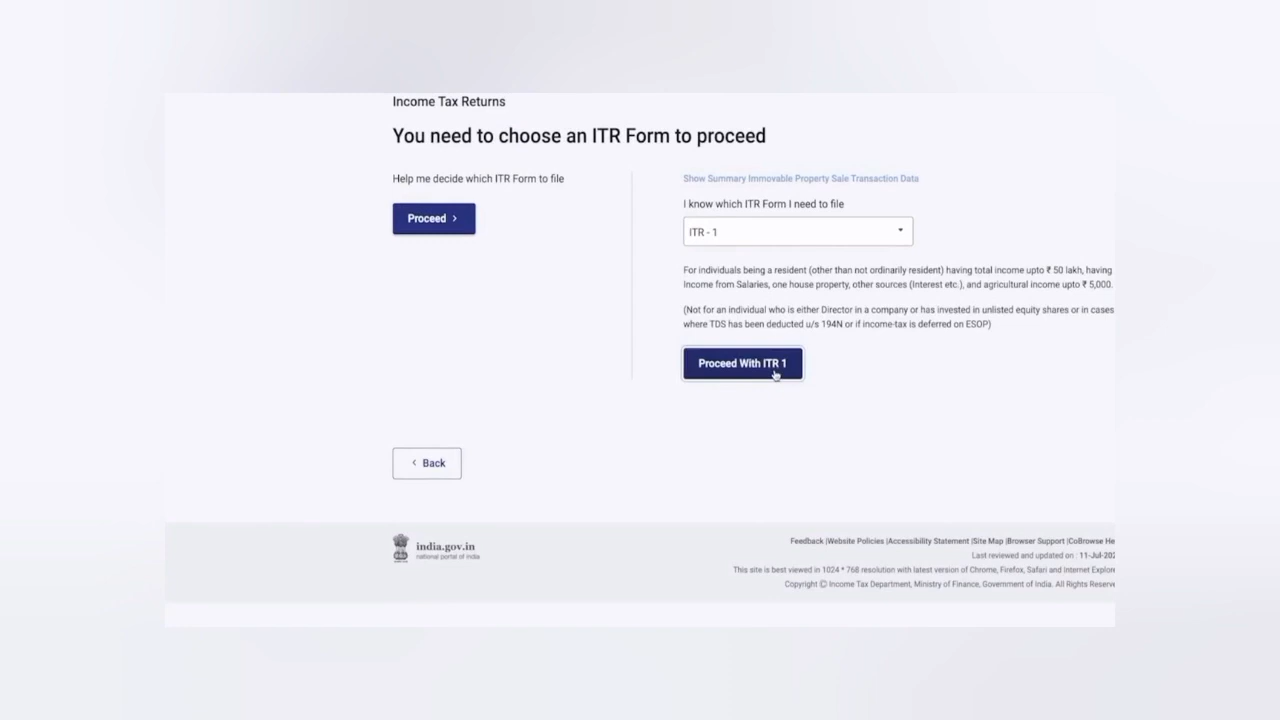 Income Tax Returns
You need to choose an ITR Form to proceed
Help me decide which ITR Form to file
Proceed >
Show Summary Immovable Property Sale Transaction Data
I know which ITR Form I need to file
ITR - 1
For individuals being a resident (other than not ordinarily resident) having total income upto ₹ 50 lakh, having
Income from Salaries, one house property, other sources (Interest etc.), and agricultural income upto ₹ 5,000.
(Not for an individual who is either Director in a company or has invested in unlisted equity shares or in cases
where TDS has been deducted u/s 194N or if income-tax is deferred on ESOP)
Proceed With ITR 1
< Back
india.gov.in
national portal of india
Feedback |Website Policies |Accessibility Statement |Site Map |Browser Support |CoBrowse He
Last reviewed and updated on : 11-Jul-202
This site is best viewed in 1024 * 768 resolution with latest version of Chrome, Firefox, Safari and Internet Explor
Copyright © Income Tax Department, Ministry of Finance, Government of India. All Rights Reserve